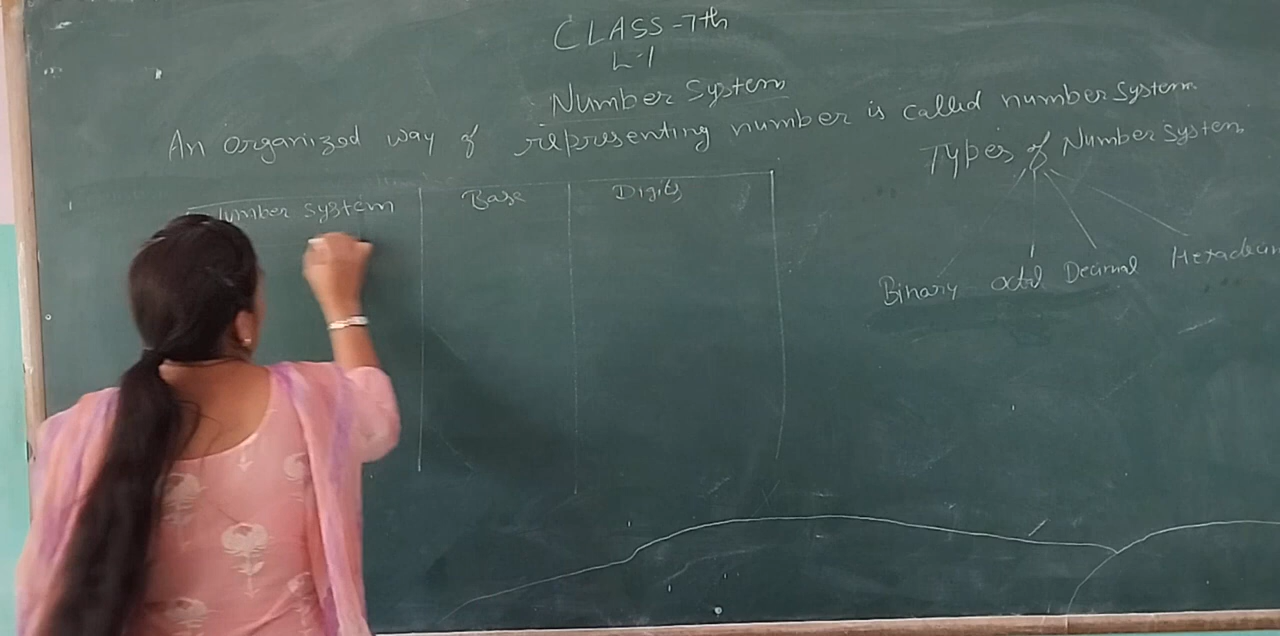 CLASS-7th
L-1
Number System
An organized way of representing number is called number System
Types of Number System
Number System Base Digits
Binary octal Decimal Hexadecim